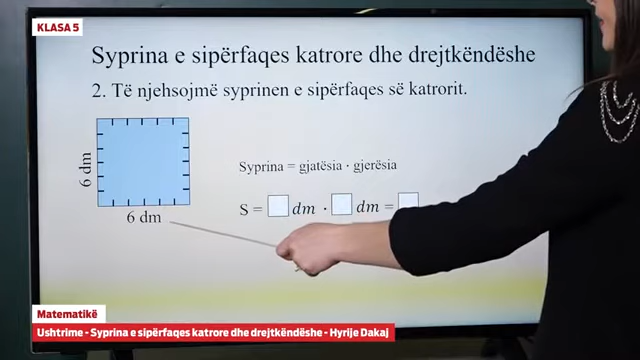 KLASA 5
Syprina e sipërfaqes katrore dhe drejtkëndëshe
2. Të njehsojmë syprinen e sipërfaqes së katrorit.
6 dm
Syprina = gjatësia · gjerësia
S = dm · dm =
6 dm
Matematikë
Ushtrime - Syprina e sipërfaqes katrore dhe drejtkëndëshe - Hyrije Dakaj